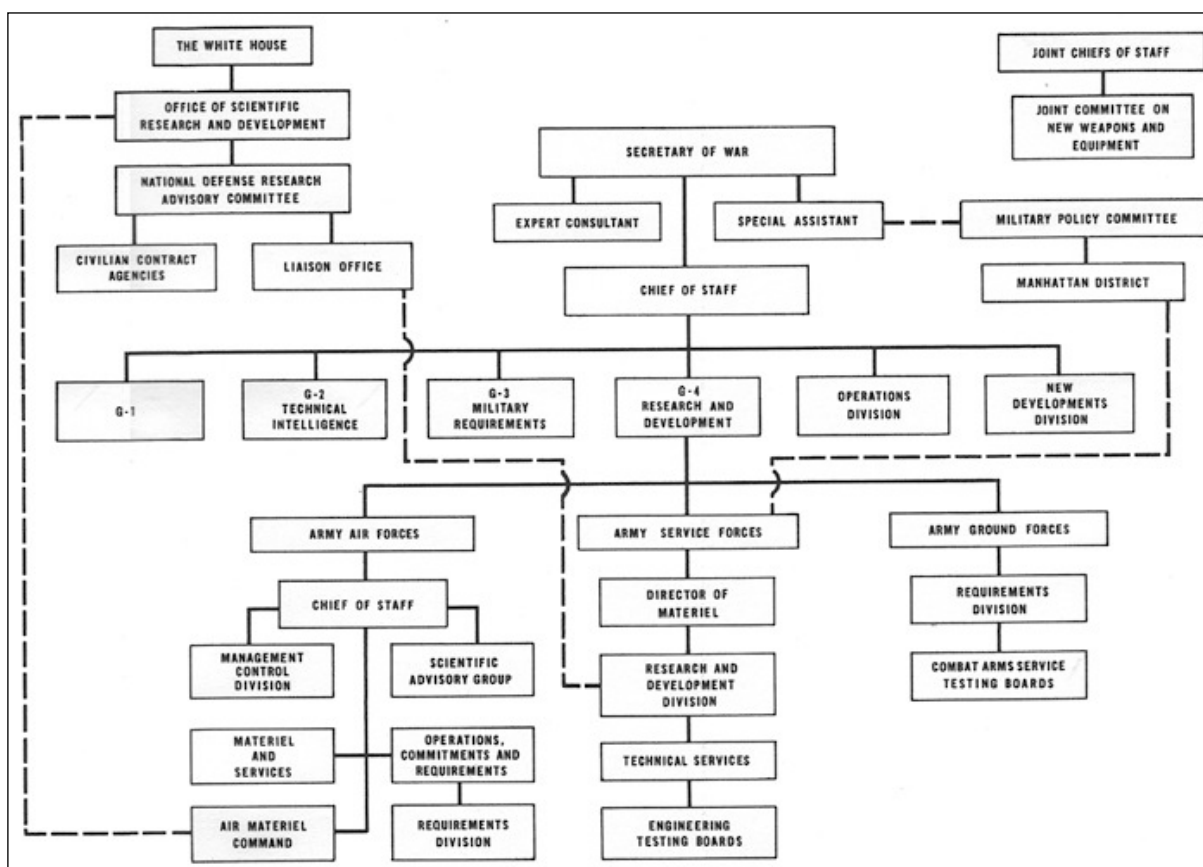 THE WHITE HOUSE
OFFICE OF SCIENTIFIC
RESEARCH AND DEVELOPMENT
NATIONAL DEFENSE RESEARCH
ADVISORY COMMITTEE
CIVILIAN CONTRACT
AGENCIES
LIAISON OFFICE
JOINT CHIEFS OF STAFF
JOINT COMMITTEE ON
NEW WEAPONS AND
EQUIPMENT
SECRETARY OF WAR
EXPERT CONSULTANT
SPECIAL ASSISTANT
MILITARY POLICY COMMITTEE
MANHATTAN DISTRICT
CHIEF OF STAFF
G-1
G-2
TECHNICAL
INTELLIGENCE
G-3
MILITARY
REQUIREMENTS
G-4
RESEARCH AND
DEVELOPMENT
OPERATIONS
DIVISION
NEW
DEVELOPMENTS
DIVISION
ARMY AIR FORCES
ARMY SERVICE FORCES
ARMY GROUND FORCES
CHIEF OF STAFF
MANAGEMENT
CONTROL
DIVISION
SCIENTIFIC
ADVISORY GROUP
MATERIEL
AND
SERVICES
OPERATIONS,
COMMITMENTS AND
REQUIREMENTS
AIR MATERIEL
COMMAND
REQUIREMENTS
DIVISION
DIRECTOR OF
MATERIEL
RESEARCH AND
DEVELOPMENT
DIVISION
TECHNICAL SERVICES
ENGINEERING
TESTING BOARDS
REQUIREMENTS
DIVISION
COMBAT ARMS SERVICE
TESTING BOARDS